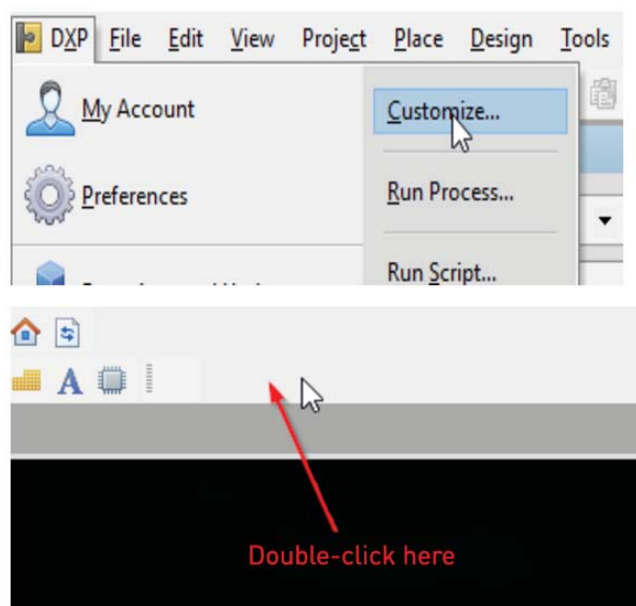 DXP File Edit View Project Place Design Tools
My Account
Customize...
Preferences
Run Process...
Run Script...
A
Double-click here